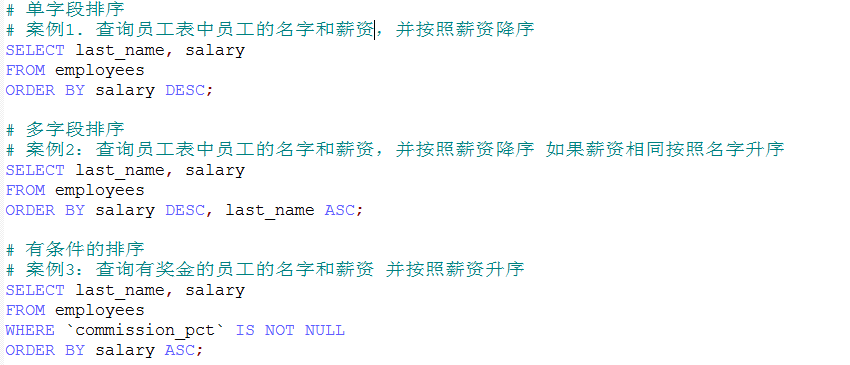 # 单字段排序
# 案例1. 查询员工表中员工的名字和薪资,并按照薪资降序
SELECT last_name, salary
FROM employees
ORDER BY salary DESC;
# 多字段排序
# 案例2: 查询员工表中员工的名字和薪资,并按照薪资降序 如果薪资相同按照名字升序
SELECT last_name, salary
FROM employees
ORDER BY salary DESC, last_name ASC;
# 有条件的排序
# 案例3: 查询有奖金的员工的名字和薪资 并按照薪资升序
SELECT last_name, salary
FROM employees
WHERE `commission_pct` IS NOT NULL
ORDER BY salary ASC;